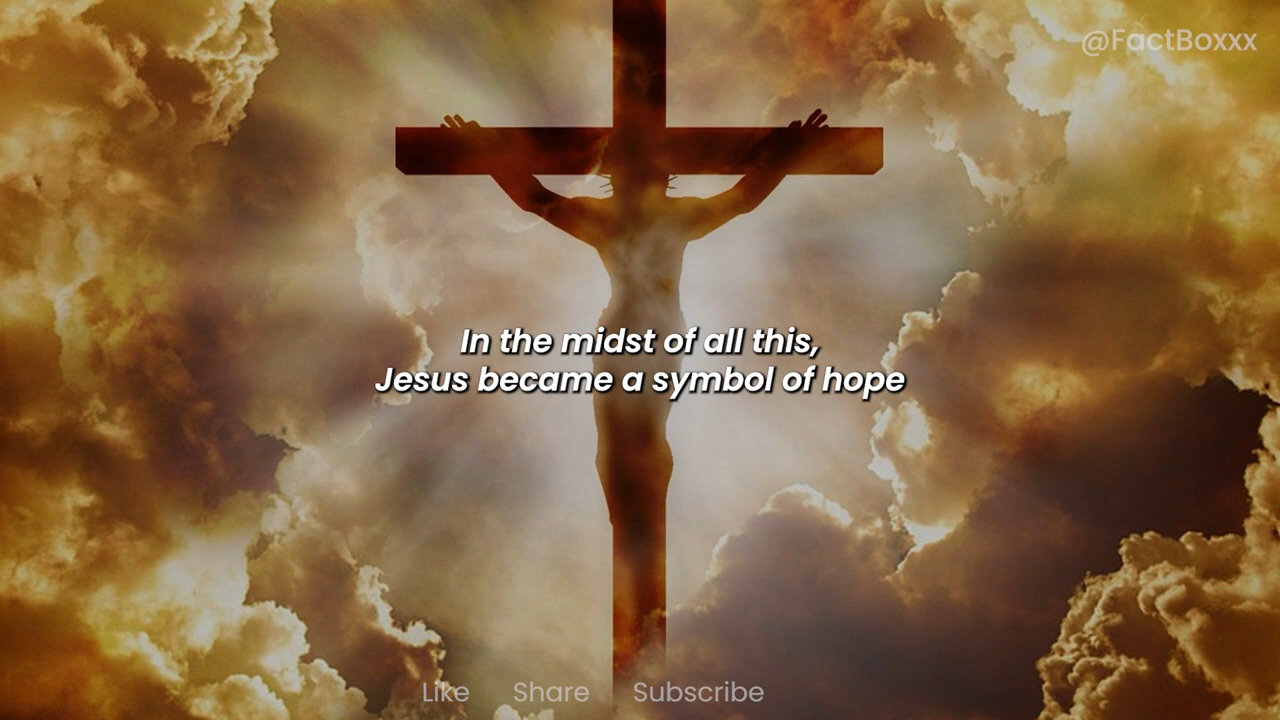 @FactBoxxx
In the midst of all this,
Jesus became a symbol of hope
Like Share Subscribe